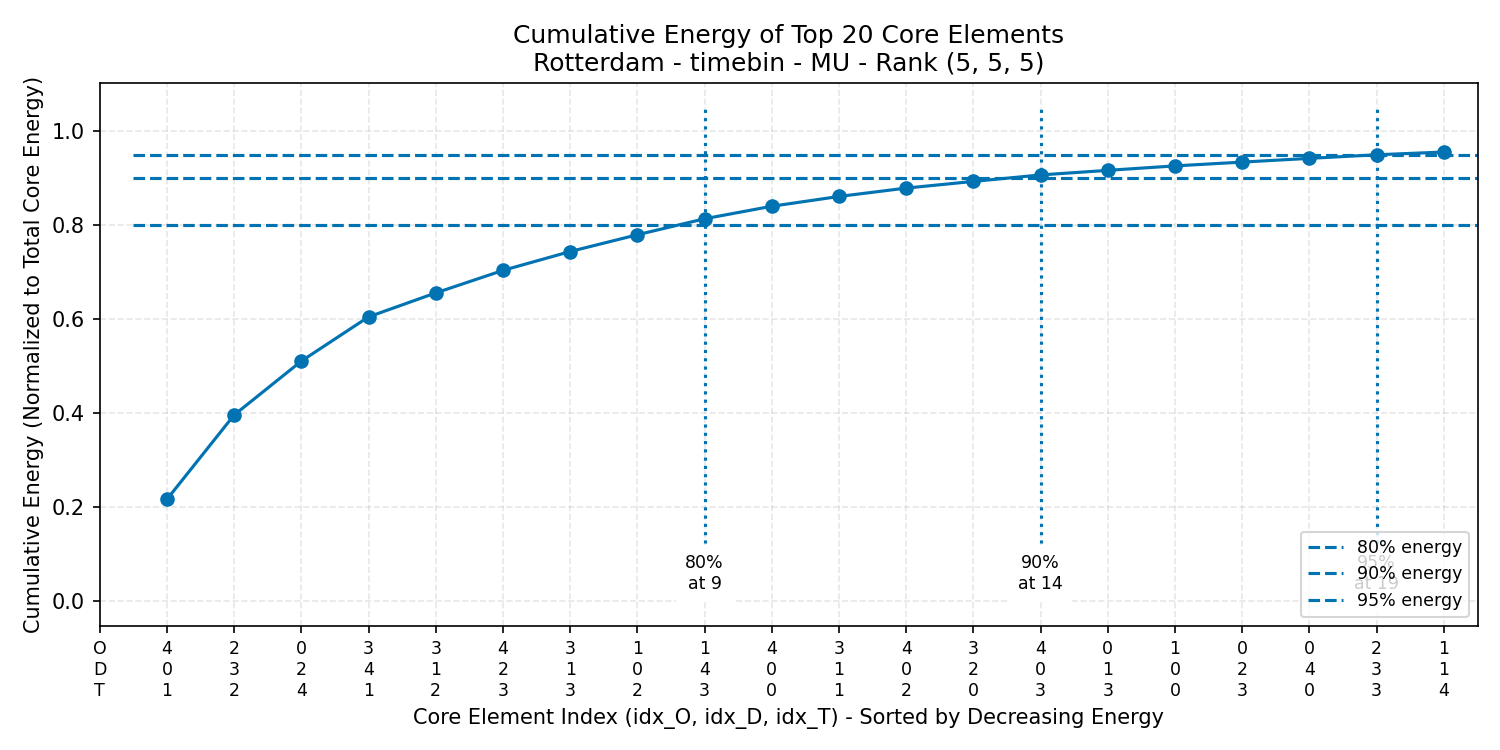 Cumulative Energy of Top 20 Core Elements
Rotterdam - timebin - MU - Rank (5, 5, 5)
Cumulative Energy (Normalized to Total Core Energy)
1.0
0.8
0.6
0.4
0.2
0.0
80%
at 9
90%
at 14
95%
at 19
80% energy
90% energy
95% energy
O 4 2 0 3 3 4 3 1 1 4 3 4 3 4 0 1 0 0 2 1
D 0 3 2 4 1 2 1 0 4 0 1 0 2 0 1 0 2 4 3 1
T 1 2 4 1 2 3 3 2 3 0 1 2 0 3 3 0 3 0 3 4
Core Element Index (idx_O, idx_D, idx_T) - Sorted by Decreasing Energy